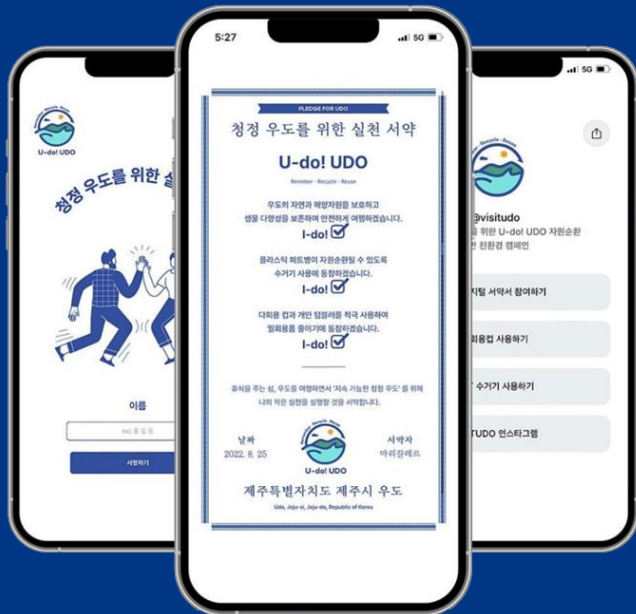 U-do! UDO
청정 우도를 위한 실
이름
서명하기
5:27
5G
PLEDGE FOR UDO
청정 우도를 위한 실천 서약
U-do! UDO
Remeber · Recycle · Reuse
우도의 자연과 해양자원을 보호하고
생물 다양성을 보존하며 안전하게 여행하겠습니다.
I-do!
플라스틱 페트병이 자원순환될 수 있도록
수거기 사용에 동참하겠습니다.
I-do!
다회용 컵과 개인 텀블러를 적극 사용하여
일회용품 줄이기에 동참하겠습니다.
I-do!
휴식을 주는 섬, 우도를 여행하면서 '지속 가능한 청정 우도' 를 위해
나의 작은 실천을 실행할 것을 서약합니다.
날짜
2022. 8. 25
U-do! UDO
서약자
마리끌레르
제주특별자치도 제주시 우도
Udo, Jeju-si, Jeju-do, Republic of Korea
5G
Recycle · Reuse
@visitudo
를 위한 U-do! UDO 자원순환
친환경 캠페인
지털 서약서 참여하기
회용컵 사용하기
수거기 사용하기
TUDO 인스타그램